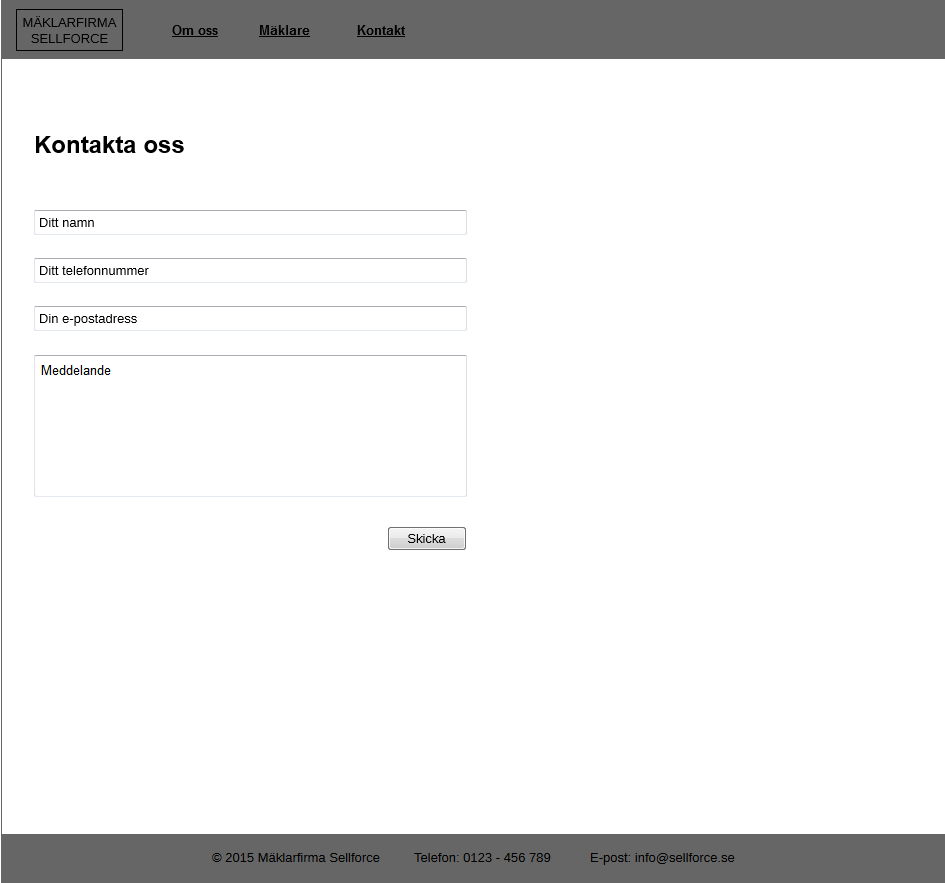 MÄKLARFIRMA
SELLFORCE
Om oss Mäklare Kontakt
Kontakta oss
Ditt namn
Ditt telefonnummer
Din e-postadress
Meddelande
Skicka
© 2015 Mäklarfirma Sellforce Telefon: 0123 - 456 789 E-post: info@sellforce.se